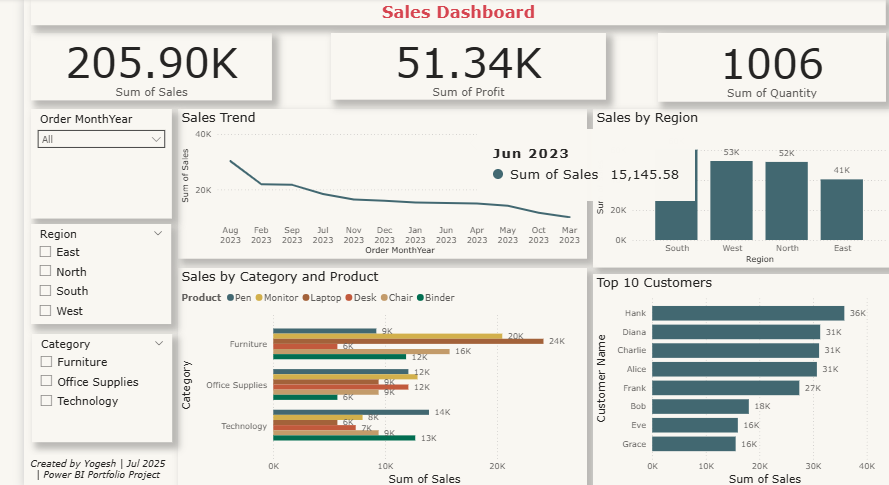 Sales Dashboard
205.90K
Sum of Sales
51.34K
Sum of Profit
1006
Sum of Quantity
Order MonthYear
All
Region
East
North
South
West
Category
Furniture
Office Supplies
Technology
Created by Yogesh | Jul 2025
| Power BI Portfolio Project
Sales Trend
Sum of Sales
40K
20K
Jun 2023
Sum of Sales 15,145.58
Aug 2023
Feb 2023
Sep 2023
Jul 2023
Nov 2023
Dec 2023
Jan 2023
Jun 2023
Apr 2023
May 2023
Oct 2023
Mar 2023
Order MonthYear
Sales by Region
53K
52K
41K
20K
0K
South West North East
Region
Sales by Category and Product
Product Pen Monitor Laptop Desk Chair Binder
Category
Furniture
9K
20K
24K
6K
16K
12K
Office Supplies
12K
9K
12K
9K
6K
Technology
14K
8K
6K
7K
9K
13K
0K 10K 20K
Sum of Sales
Top 10 Customers
Customer Name
Hank 36K
Diana 31K
Charlie 31K
Alice 31K
Frank 27K
Bob 18K
Eve 16K
Grace 16K
0K 10K 20K 30K 40K
Sum of Sales